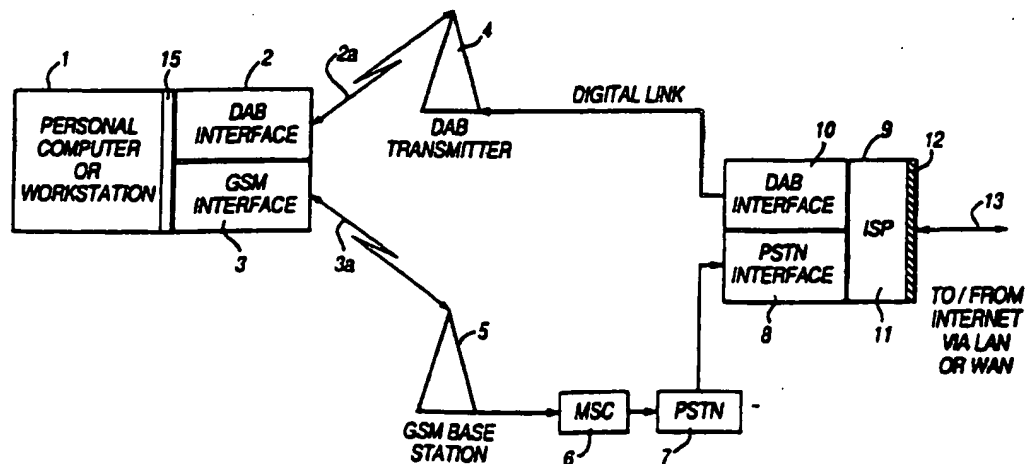 1
15
2
2a
4
PERSONAL
COMPUTER
OR
WORKSTATION
DAB
INTERFACE
GSM
INTERFACE
3
3a
DAB
TRANSMITTER
DIGITAL LINK
10
9
12
DAB
INTERFACE
ISP
13
PSTN
INTERFACE
8
11
TO / FROM
INTERNET
VIA LAN
OR WAN
5
GSM BASE
STATION
MSC
6
PSTN
7